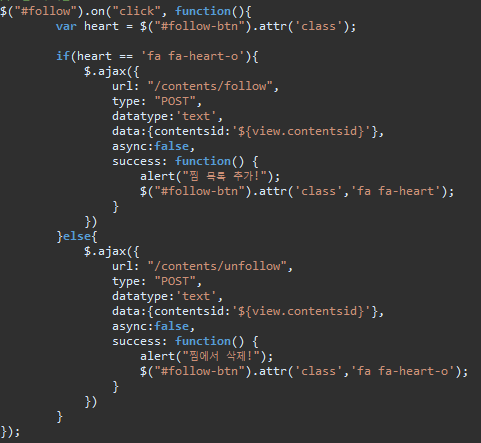 $("#follow").on("click", function(){
var heart = $("#follow-btn").attr('class');
if(heart == 'fa fa-heart-o'){
$.ajax({
url: "/contents/follow",
type: "POST",
datatype:'text',
data:{contentsid:'${view.contentsid}'},
async:false,
success: function() {
alert("찜 목록 추가!");
$("#follow-btn").attr('class','fa fa-heart');
}
})
}else{
$.ajax({
url: "/contents/unfollow",
type: "POST",
datatype:'text',
data:{contentsid:'${view.contentsid}'},
async:false,
success: function() {
alert("찜에서 삭제!");
$("#follow-btn").attr('class','fa fa-heart-o');
}
})
}
});